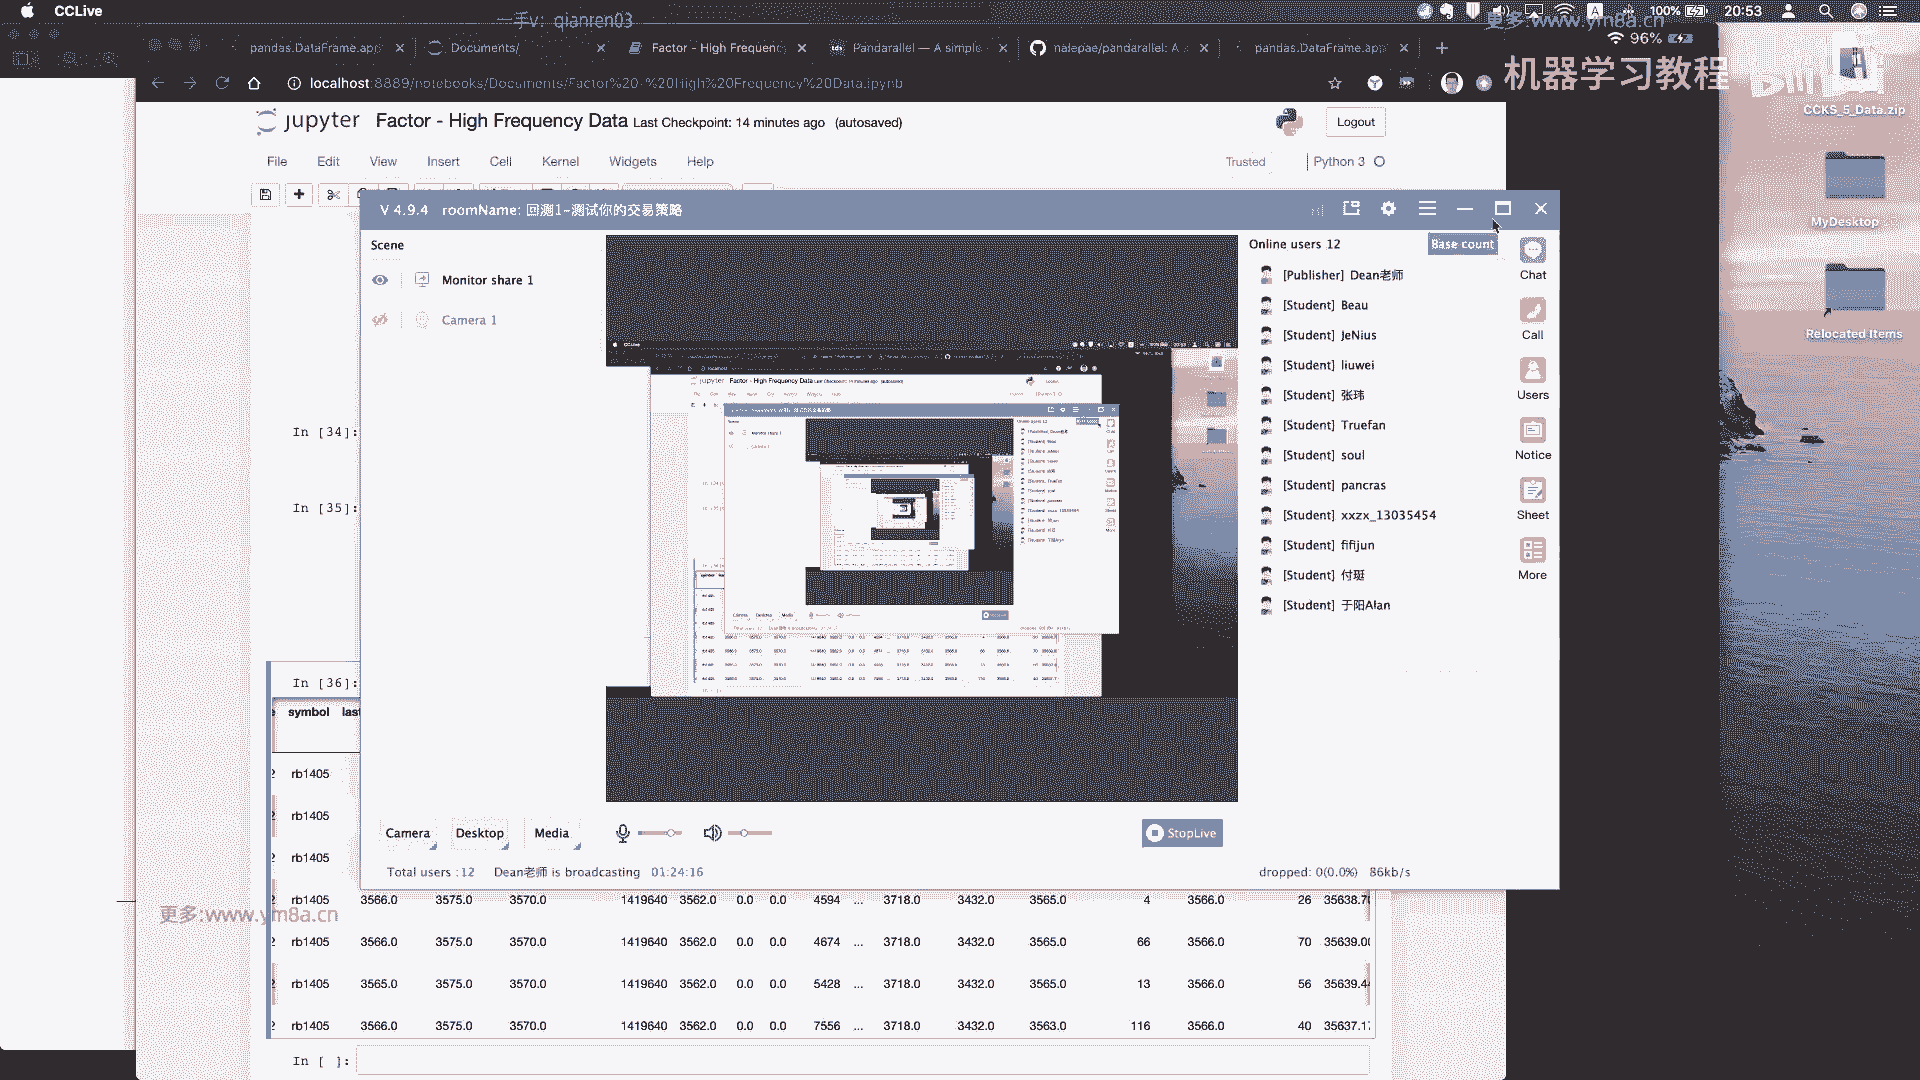 CCLive
一手v：qianren03
100%
20:53
更多:www.ym8a.cn
96%
pandas.DataFrame.app
Documents/
Factor - High Frequenc
Pandarallel — A simple
nalepae/pandarallel: A
pandas.DataFrame.app
localhost:8889/notebooks/Documents/Factor%20-%20High%20Frequency%20Data.ipynb
机器学习教程
CCKS_5_Data.zip
MyDesktop
Relocated Items
jupyter Factor - High Frequency Data Last Checkpoint: 14 minutes ago (autosaved)
Logout
File Edit View Insert Cell Kernel Widgets Help
Trusted
Python 3
V 4.9.4 roomName: 回溯1-测试你的交易策略
Scene
Monitor share 1
Camera 1
Online users 12
Base count
[Publisher] Dean老师
[Student] Beau
[Student] JeNius
[Student] liuwei
[Student] 张玮
[Student] Truefan
[Student] soul
[Student] pancras
[Student] xxzx_13035454
[Student] fifijun
[Student] 付珽
[Student] 于阳Alan
Chat
Call
Users
Notice
Sheet
More
In [34]:
In [35]:
In [36]:
symbol last
rb1405
rb1405
rb1405
Camera Desktop Media
StopLive
Total users :12 Dean老师 is broadcasting 01:24:16
dropped: 0(0.0%) 86kb/s
rb1405 3566.0 3575.0 3570.0 1419640 3562.0 0.0 0.0 4594 ... 3718.0 3432.0 3565.0 4 3566.0 26 35638.70
更多:www.ym8a.cn
rb1405 3566.0 3575.0 3570.0 1419640 3562.0 0.0 0.0 4674 ... 3718.0 3432.0 3565.0 66 3566.0 70 35639.00
rb1405 3565.0 3575.0 3570.0 1419640 3562.0 0.0 0.0 5428 ... 3718.0 3432.0 3565.0 13 3566.0 56 35639.44
rb1405 3566.0 3575.0 3570.0 1419640 3562.0 0.0 0.0 7556 ... 3718.0 3432.0 3563.0 116 3566.0 40 35637.17
In [ ]: